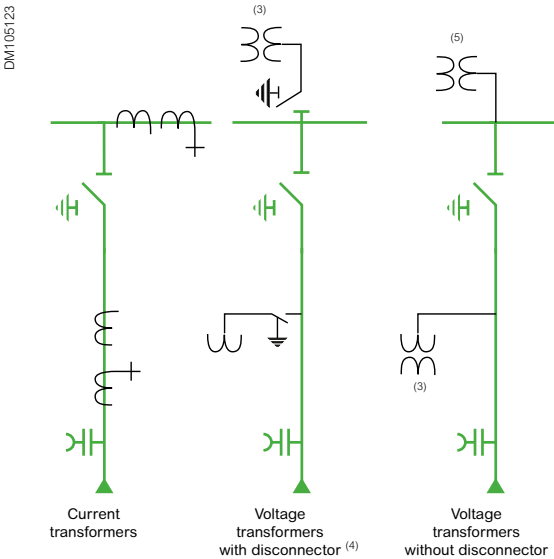 DM105123
(3)
(5)
(3)
Current
transformers
Voltage
transformers
with disconnector (4)
Voltage
transformers
without disconnector